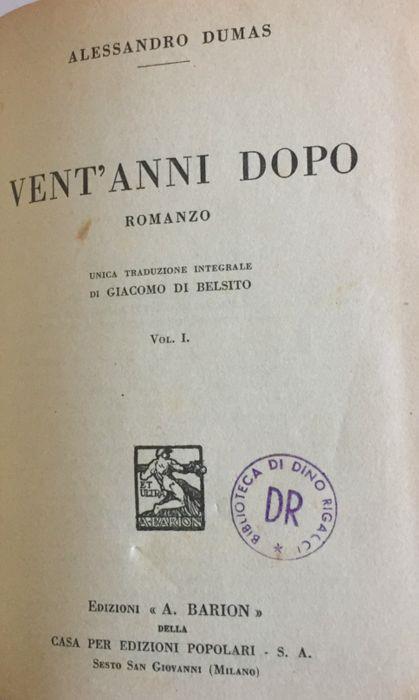 ALESSANDRO DUMAS
VENT'ANNI DOPO
ROMANZO
UNICA TRADUZIONE INTEGRALE
DI GIACOMO DI BELSITO
VOL. I.
ET
ULTRA
A.BARION
BIBLIOTECA DI DINO RIGACCI
DR
*
EDIZIONI « A. BARION »
DELLA
CASA PER EDIZIONI POPOLARI - S. A.
SESTO SAN GIOVANNI (MILANO)